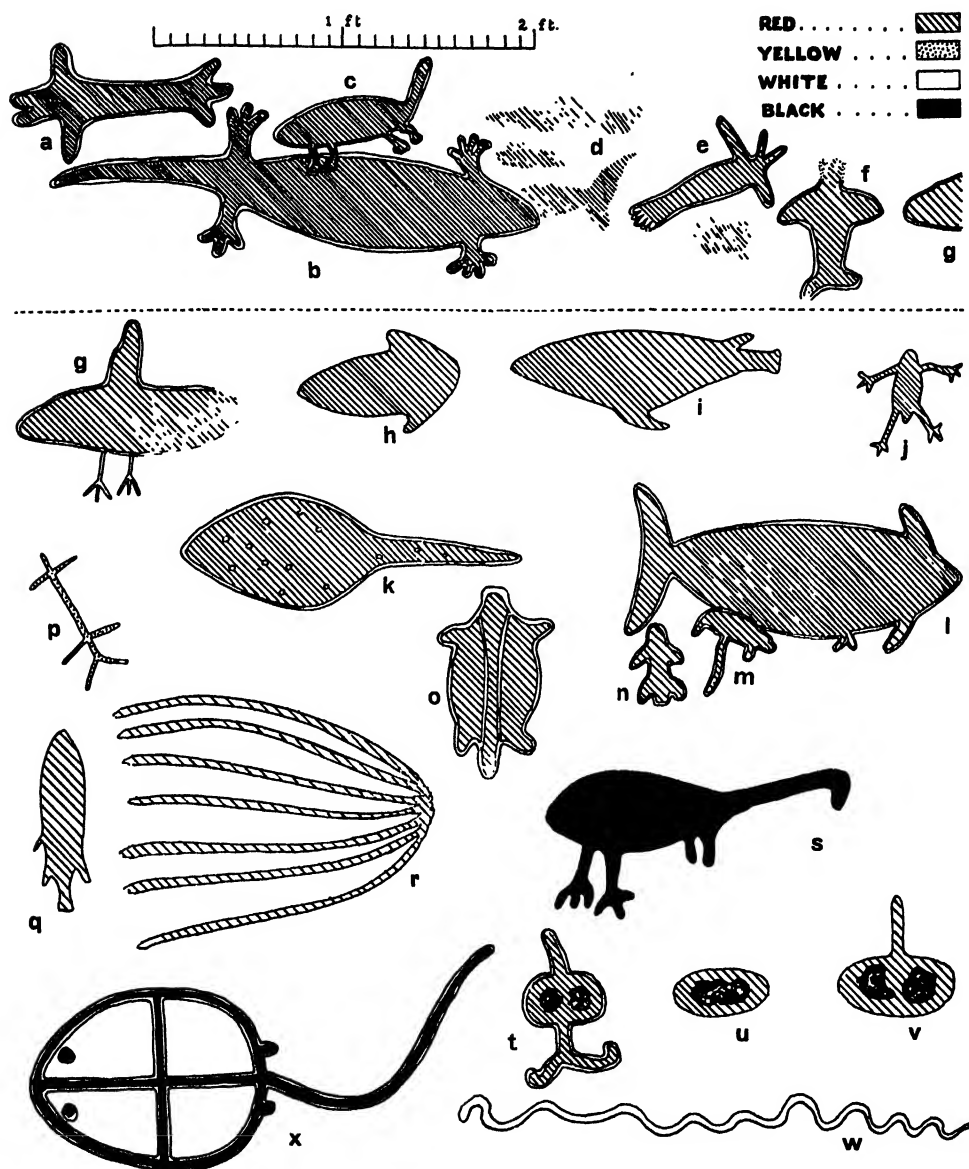 1 ft
2 ft.
RED.......
YELLOW....
WHITE.....
BLACK.....
a
c
d
e
f
b
g
g
h
i
j
k
p
l
o
n
m
q
r
s
t
u
v
x
w